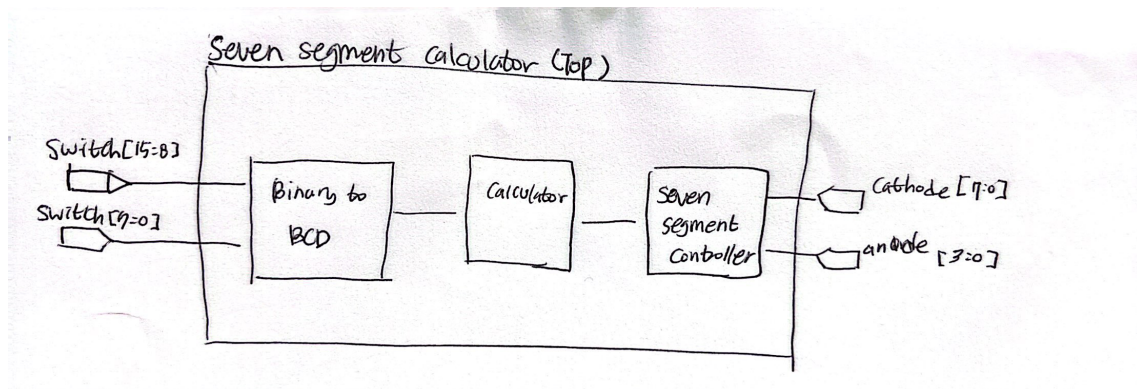 Seven segment calculator (Top)
Switch[15:8]
Switch[7:0]
Binary to
BCD
Calculator
Seven
segment
Controller
Cathode [7:0]
anode [3:0]